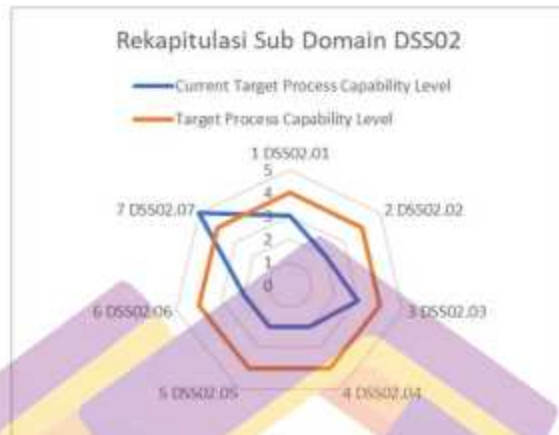 Rekapitulasi Sub Domain DSS02
Current Target Process Capability Level
Target Process Capability Level
1 DSS02.01
5
4
3
2
1
0
2 DSS02.02
3 DSS02.03
4 DSS02.04
5 DSS02.05
6 DSS02.06
7 DSS02.07